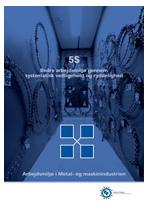 5S
Bedre arbejdsmiljø gennem
systematisk vedligehold og ryddelighed
Arbejdsmiljø i Metal- og maskinindustrien